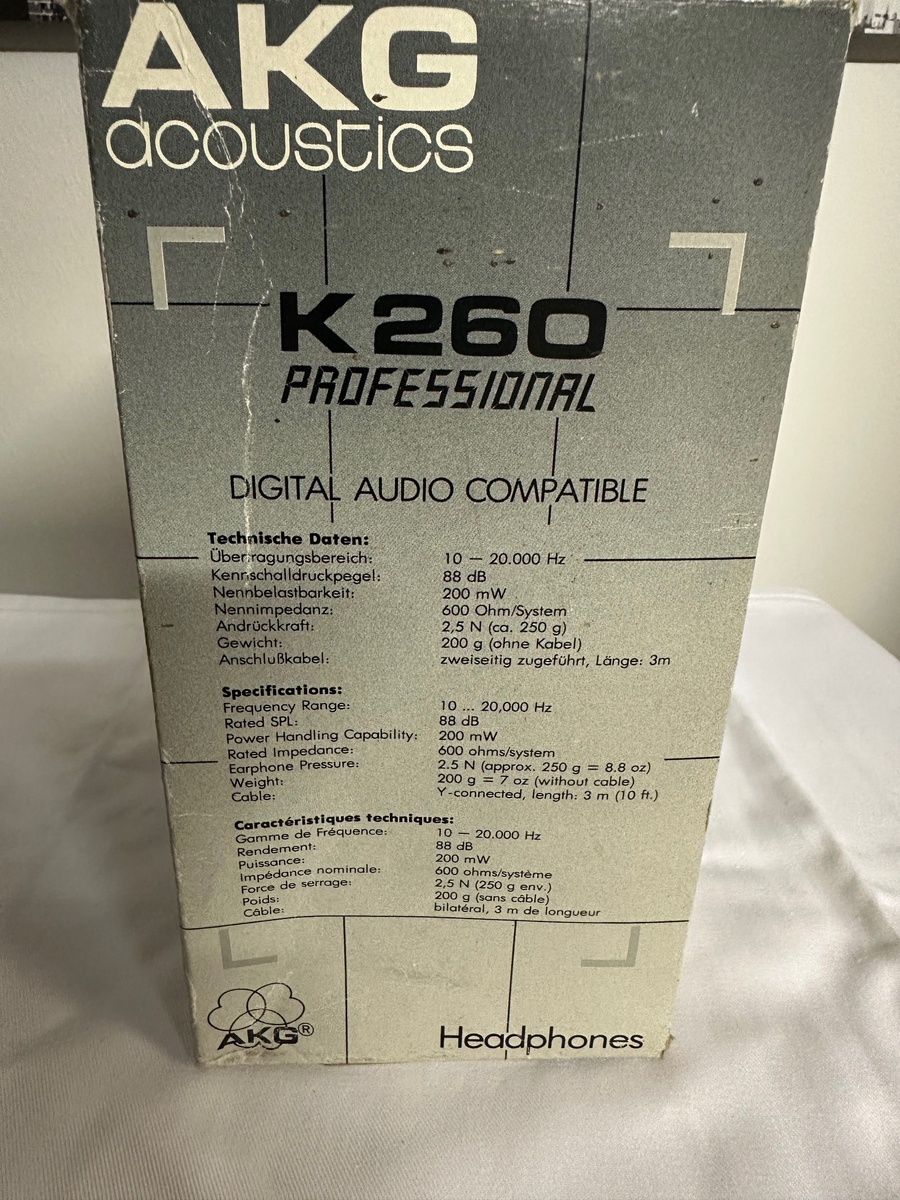 AKG
acoustics
K260
PROFESSIONAL
DIGITAL AUDIO COMPATIBLE
Technische Daten:
Übertragungsbereich: 10 – 20.000 Hz
Kennschalldruckpegel: 88 dB
Nennbelastbarkeit: 200 mW
Nennimpedanz: 600 Ohm/System
Andrückkraft: 2,5 N (ca. 250 g)
Gewicht: 200 g (ohne Kabel)
Anschlußkabel: zweiseitig zugeführt, Länge: 3m
Specifications:
Frequency Range: 10 ... 20,000 Hz
Rated SPL: 88 dB
Power Handling Capability: 200 mW
Rated Impedance: 600 ohms/system
Earphone Pressure: 2.5 N (approx. 250 g = 8.8 oz)
Weight: 200 g = 7 oz (without cable)
Cable: Y-connected, length: 3 m (10 ft.)
Caractéristiques techniques:
Gamme de Fréquence: 10 – 20.000 Hz
Rendement: 88 dB
Puissance: 200 mW
Impédance nominale: 600 ohms/système
Force de serrage: 2,5 N (250 g env.)
Poids: 200 g (sans câble)
Câble: bilatéral, 3 m de longueur
AKG®
Headphones